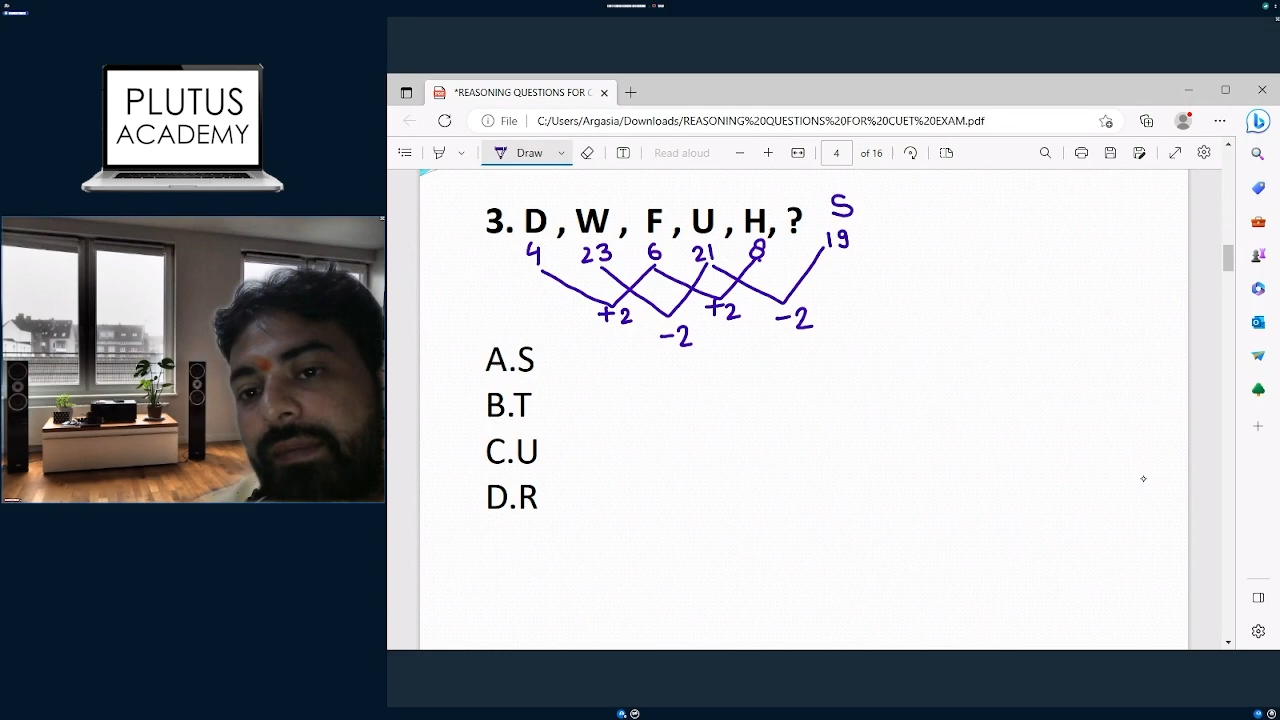 PLUTUS
ACADEMY
*REASONING QUESTIONS FOR C
File C:/Users/Argasia/Downloads/REASONING%20QUESTIONS%20FOR%20CUET%20EXAM.pdf
Draw Read aloud 4 of 16
S
3. D , W , F , U , H, ?
4 23 6 21 8 19
+2 -2 +2 -2
A.S
B.T
C.U
D.R